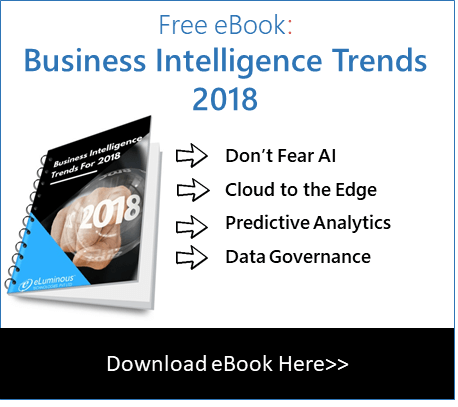 Free eBook:
Business Intelligence Trends
2018
Business Intelligence
Trends For 2018
2018
eLuminous
Don't Fear AI
Cloud to the Edge
Predictive Analytics
Data Governance
Download eBook Here>>